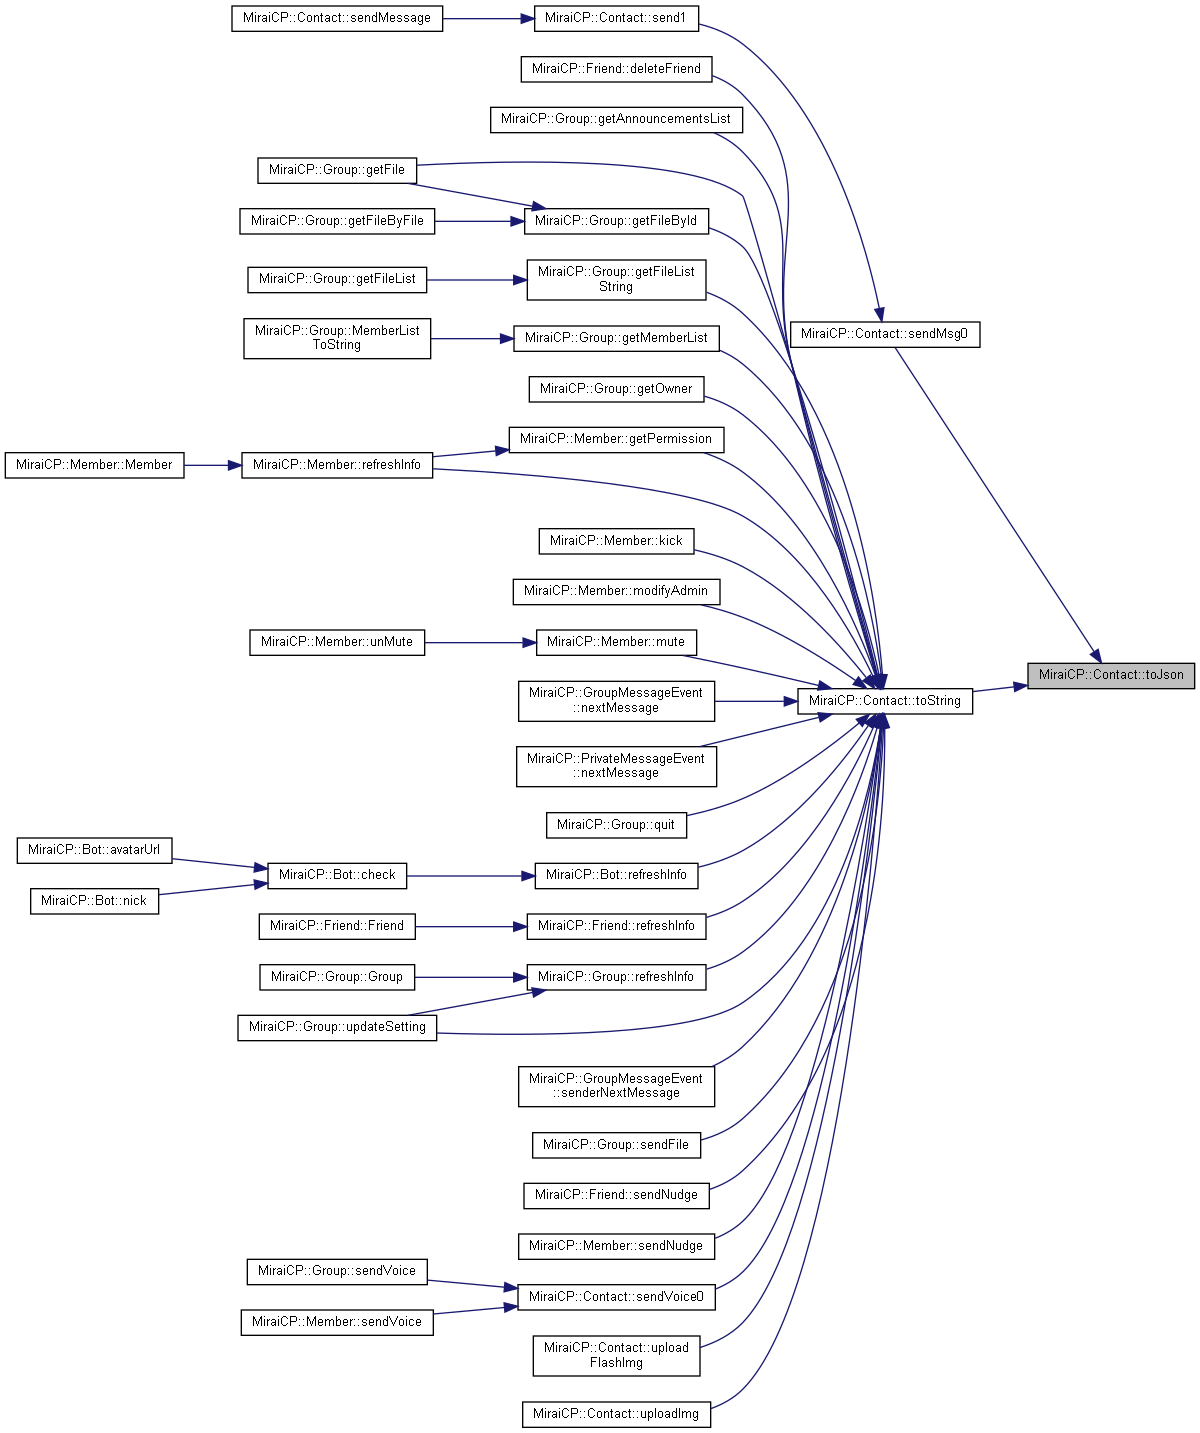 MiraiCP::Contact::sendMessage
MiraiCP::Contact::send1
MiraiCP::Friend::deleteFriend
MiraiCP::Group::getAnnouncementsList
MiraiCP::Group::getFile
MiraiCP::Group::getFileByFile
MiraiCP::Group::getFileById
MiraiCP::Group::getFileList
MiraiCP::Group::getFileList
String
MiraiCP::Contact::sendMsg0
MiraiCP::Group::MemberList
ToString
MiraiCP::Group::getMemberList
MiraiCP::Group::getOwner
MiraiCP::Member::getPermission
MiraiCP::Member::Member
MiraiCP::Member::refreshInfo
MiraiCP::Member::kick
MiraiCP::Member::modifyAdmin
MiraiCP::Member::unMute
MiraiCP::Member::mute
MiraiCP::Contact::toJson
MiraiCP::GroupMessageEvent
::nextMessage
MiraiCP::Contact::toString
MiraiCP::PrivateMessageEvent
::nextMessage
MiraiCP::Group::quit
MiraiCP::Bot::avatarUrl
MiraiCP::Bot::nick
MiraiCP::Bot::check
MiraiCP::Bot::refreshInfo
MiraiCP::Friend::Friend
MiraiCP::Friend::refreshInfo
MiraiCP::Group::Group
MiraiCP::Group::refreshInfo
MiraiCP::Group::updateSetting
MiraiCP::GroupMessageEvent
::senderNextMessage
MiraiCP::Group::sendFile
MiraiCP::Friend::sendNudge
MiraiCP::Member::sendNudge
MiraiCP::Group::sendVoice
MiraiCP::Contact::sendVoice0
MiraiCP::Member::sendVoice
MiraiCP::Contact::upload
FlashImg
MiraiCP::Contact::uploadImg